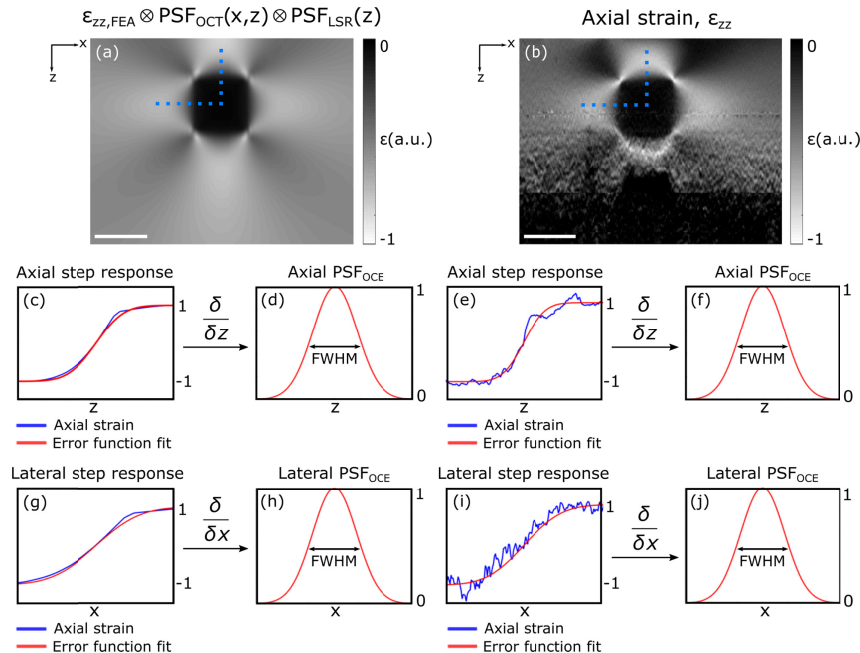 ε_zz,FEA ⊗ PSF_OCT(x,z) ⊗ PSF_LSR(z)
Axial strain, ε_zz
x
z
(a)
0
ε(a.u.)
-1
x
z
(b)
0
ε(a.u.)
-1
Axial step response
(c)
1
-1
z
δ
δz
Axial PSF_OCE
(d)
FWHM
1
0
z
Axial step response
(e)
1
-1
z
δ
δz
Axial PSF_OCE
(f)
FWHM
1
0
z
Axial strain
Error function fit
Axial strain
Error function fit
Lateral step response
(g)
1
-1
x
δ
δx
Lateral PSF_OCE
(h)
FWHM
1
0
x
Lateral step response
(i)
1
-1
x
δ
δx
Lateral PSF_OCE
(j)
FWHM
1
0
x
Axial strain
Error function fit
Axial strain
Error function fit